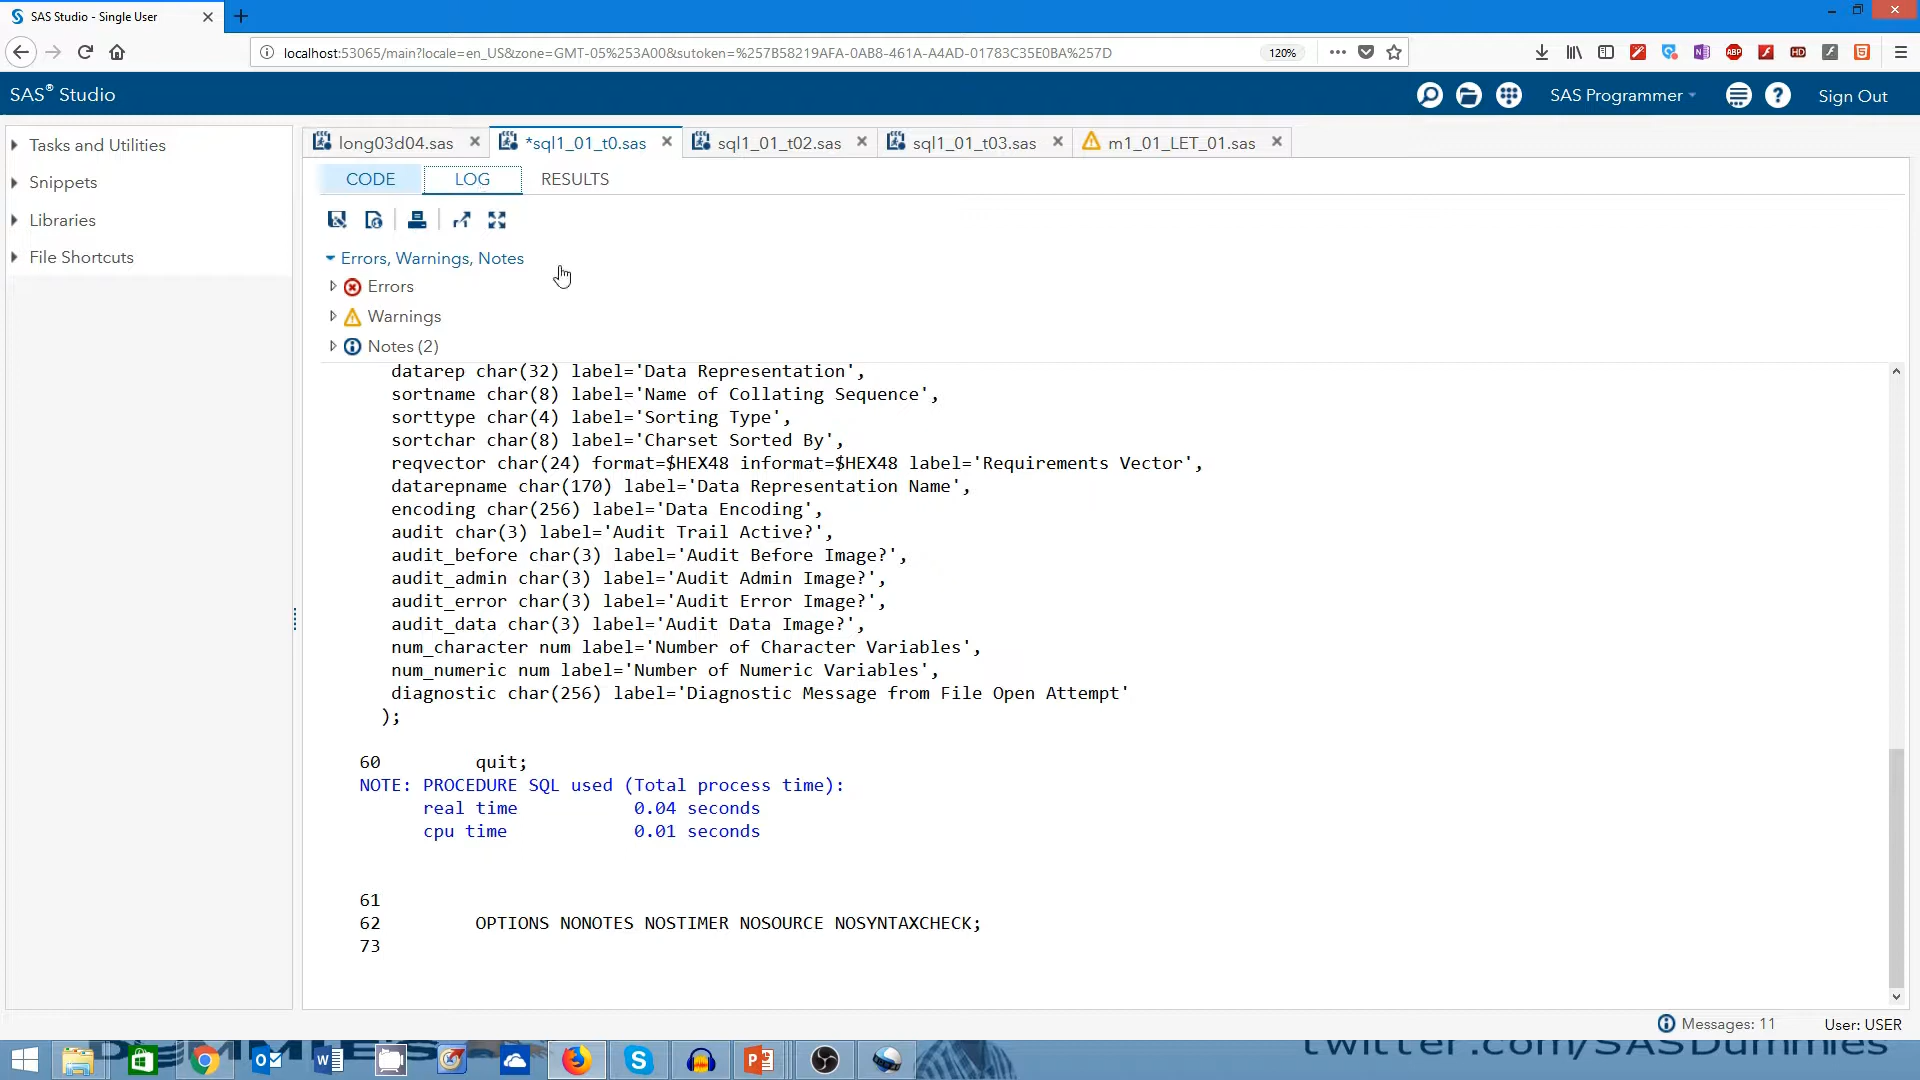 SAS Studio - Single User
localhost:53065/main?locale=en_US&zone=GMT-05%253A00&sutoken=%257B58219AFA-0AB8-461A-A4AD-01783C35E0BA%257D
120%
ABP
HD
SAS® Studio
SAS Programmer
Sign Out
Tasks and Utilities
Snippets
Libraries
File Shortcuts
long03d04.sas
*sql1_01_t0.sas
sql1_01_t02.sas
sql1_01_t03.sas
m1_01_LET_01.sas
CODE
LOG
RESULTS
Errors, Warnings, Notes
Errors
Warnings
Notes (2)
datarep char(32) label='Data Representation',
sortname char(8) label='Name of Collating Sequence',
sorttype char(4) label='Sorting Type',
sortchar char(8) label='Charset Sorted By',
reqvector char(24) format=$HEX48 informat=$HEX48 label='Requirements Vector',
datarepname char(170) label='Data Representation Name',
encoding char(256) label='Data Encoding',
audit char(3) label='Audit Trail Active?',
audit_before char(3) label='Audit Before Image?',
audit_admin char(3) label='Audit Admin Image?',
audit_error char(3) label='Audit Error Image?',
audit_data char(3) label='Audit Data Image?',
num_character num label='Number of Character Variables',
num_numeric num label='Number of Numeric Variables',
diagnostic char(256) label='Diagnostic Message from File Open Attempt'
);
60 quit;
NOTE: PROCEDURE SQL used (Total process time):
real time 0.04 seconds
cpu time 0.01 seconds
61
62 OPTIONS NONOTES NOSTIMER NOSOURCE NOSYNTAXCHECK;
73
Messages: 11
User: USER
twitter.com/SASDummies